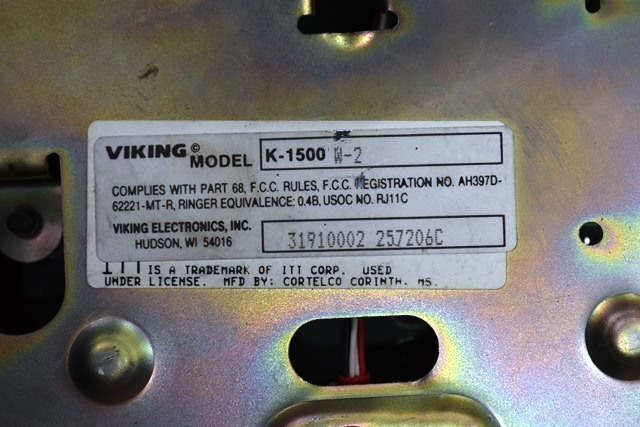 VIKING© MODEL K-1500 W-2
COMPLIES WITH PART 68, F.C.C. RULES, F.C.C. REGISTRATION NO. AH397D-
62221-MT-R, RINGER EQUIVALENCE: 0.4B, USOC NO. RJ11C
VIKING ELECTRONICS, INC.
HUDSON, WI 54016
31910002 257206C
ITT IS A TRADEMARK OF ITT CORP. USED
UNDER LICENSE. MFD BY: CORTELCO CORINTH, MS.